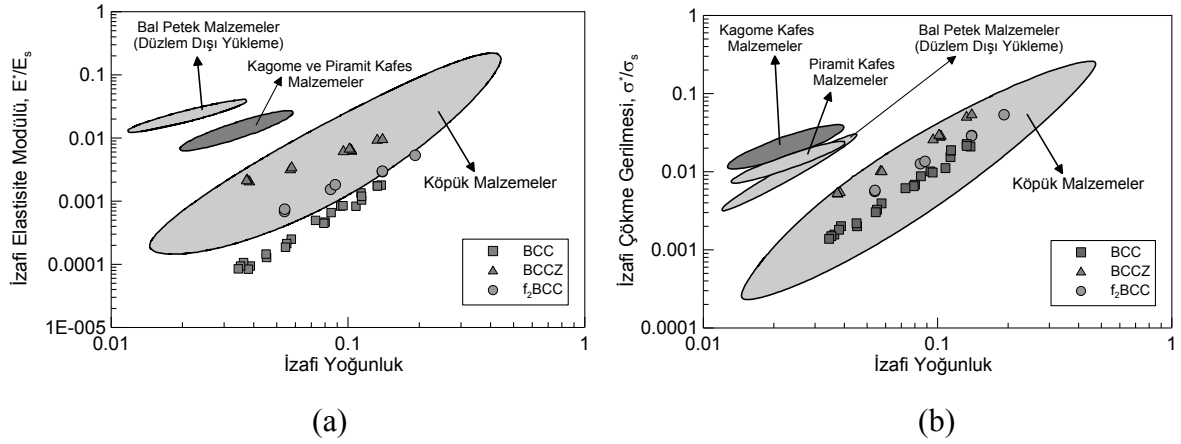 1
0.1
0.01
0.001
0.0001
1E-005
İzafi Elastisite Modülü, E*/Eₛ
Bal Petek Malzemeler
(Düzlem Dışı Yükleme)
Kagome ve Piramit Kafes
Malzemeler
Köpük Malzemeler
BCC
BCCZ
f₂BCC
0.01
0.1
1
İzafi Yoğunluk
(a)
1
0.1
0.01
0.001
0.0001
İzafi Çökme Gerilmesi, σ*/σₛ
Kagome Kafes
Malzemeler
Piramit Kafes
Malzemeler
Bal Petek Malzemeler
(Düzlem Dışı Yükleme)
Köpük Malzemeler
BCC
BCCZ
f₂BCC
0.01
0.1
1
İzafi Yoğunluk
(b)